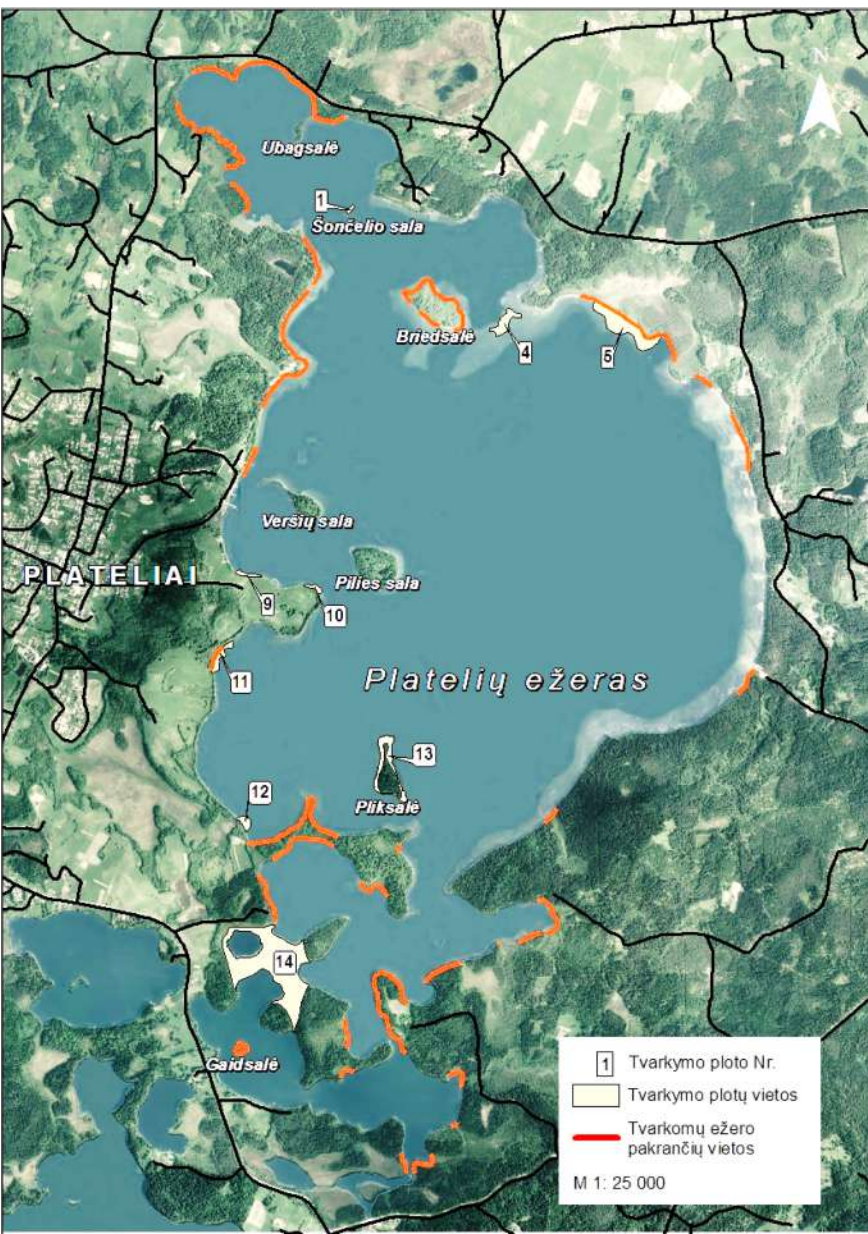 N
Ubagsalė
1
Šončelio sala
Briedsalė
4
5
Veršių sala
PLATELIAI
Pilies sala
9
10
11
Platelių ežeras
13
12
Pliksalė
14
Gaidsalė
1 Tvarkymo ploto Nr.
Tvarkymo plotų vietos
Tvarkomų ežero
pakrančių vietos
M 1: 25 000